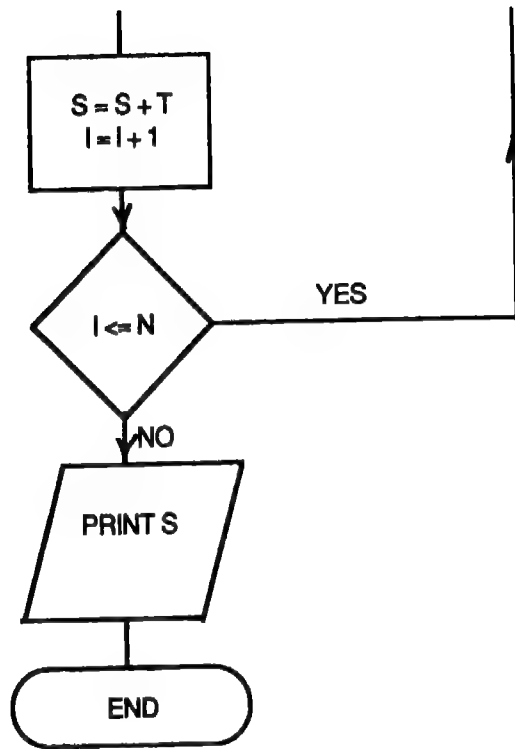 S = S + T
I = I + 1
I <= N
YES
NO
PRINT S
END